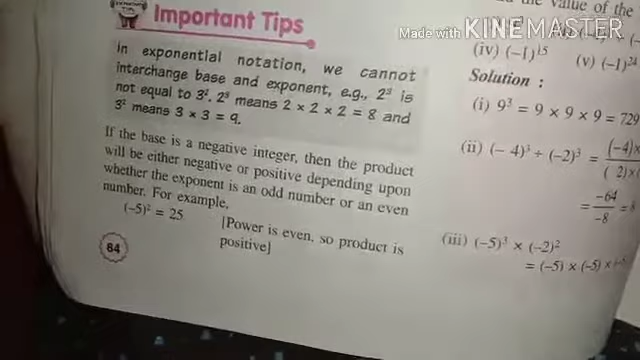 Important Tips
In exponential notation, we cannot
interchange base and exponent, e.g., 2³ is
not equal to 3². 2³ means 2 × 2 × 2 = 8 and
3² means 3 × 3 = 9.
If the base is a negative integer, then the product
will be either negative or positive depending upon
whether the exponent is an odd number or an even
number. For example,
(–5)² = 25 [Power is even, so product is
positive]
64
value of the
Made with KINEMASTER
(iv) (–1)¹⁵ (v) (–1)²⁴
Solution :
(i) 9³ = 9 × 9 × 9 = 729
(ii) (– 4)³ ÷ (–2)³ = (–4)×
( 2)×
= –64
–8 = 8
(iii) (–5)³ × (–2)²
= (–5) × (–5) ×